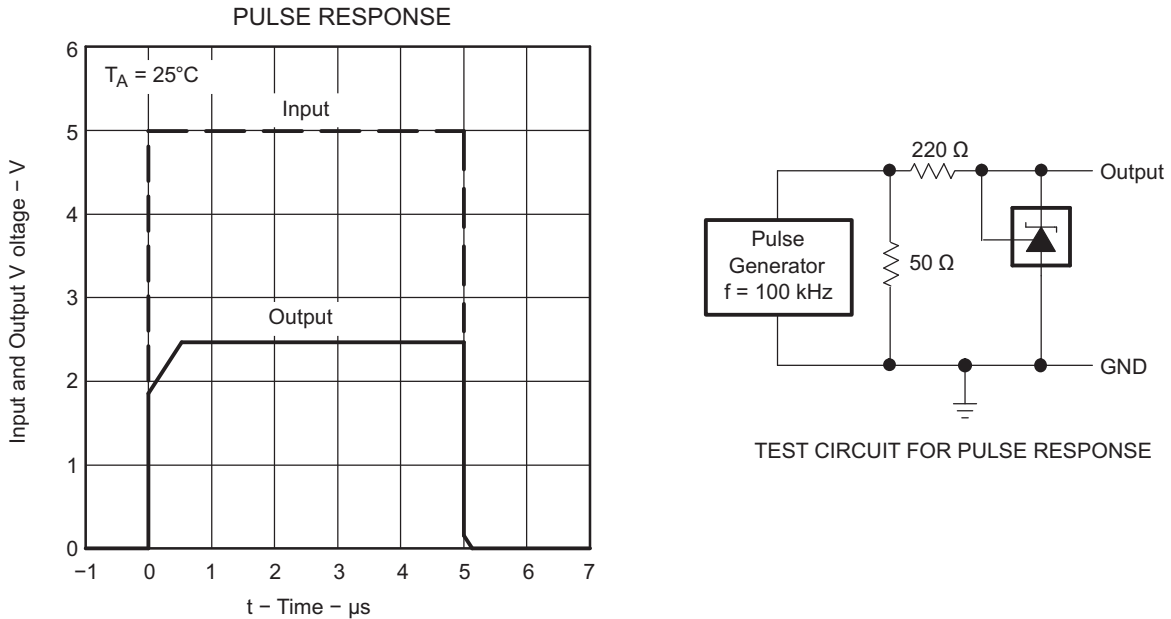 PULSE RESPONSE
6
5
4
3
2
1
0
Input and Output V oltage − V
T_A = 25°C
Input
Output
−1 0 1 2 3 4 5 6 7
t − Time − μs
220 Ω
Output
Pulse
Generator
f = 100 kHz
50 Ω
GND
TEST CIRCUIT FOR PULSE RESPONSE